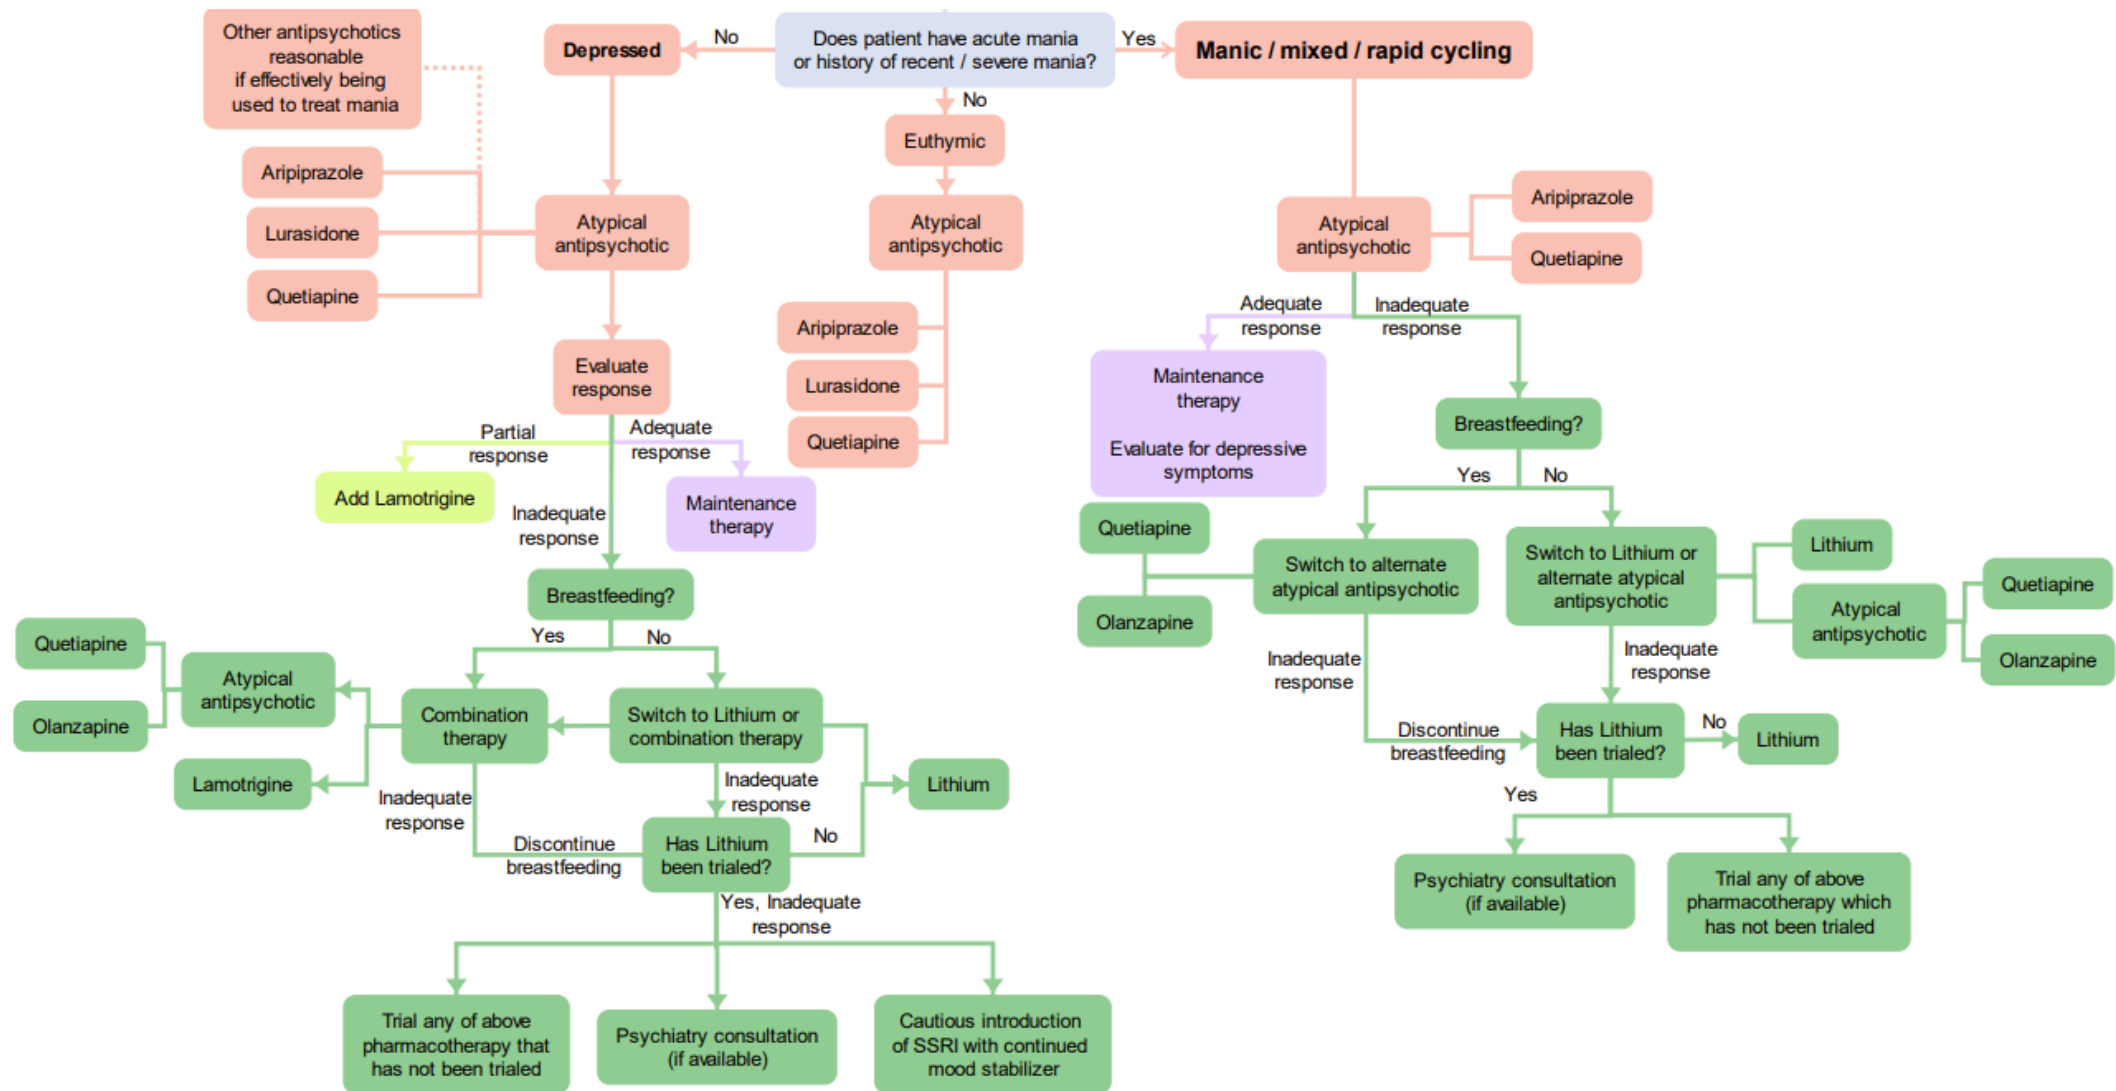 Other antipsychotics
reasonable
if effectively being
used to treat mania
Depressed
No
Does patient have acute mania
or history of recent / severe mania?
Yes
Manic / mixed / rapid cycling
No
Euthymic
Aripiprazole
Lurasidone
Quetiapine
Atypical
antipsychotic
Atypical
antipsychotic
Aripiprazole
Lurasidone
Quetiapine
Atypical
antipsychotic
Aripiprazole
Quetiapine
Evaluate
response
Partial
response
Adequate
response
Add Lamotrigine
Maintenance
therapy
Inadequate
response
Breastfeeding?
Yes
No
Quetiapine
Olanzapine
Atypical
antipsychotic
Lamotrigine
Combination
therapy
Switch to Lithium or
combination therapy
Inadequate
response
Inadequate
response
Lithium
Discontinue
breastfeeding
Has Lithium
been trialed?
No
Yes, Inadequate
response
Trial any of above
pharmacotherapy that
has not been trialed
Psychiatry consultation
(if available)
Cautious introduction
of SSRI with continued
mood stabilizer
Adequate
response
Inadequate
response
Maintenance
therapy
Evaluate for depressive
symptoms
Breastfeeding?
Yes
No
Quetiapine
Olanzapine
Switch to alternate
atypical antipsychotic
Switch to Lithium or
alternate atypical
antipsychotic
Lithium
Atypical
antipsychotic
Quetiapine
Olanzapine
Inadequate
response
Inadequate
response
Discontinue
breastfeeding
Has Lithium
been trialed?
No
Lithium
Yes
Psychiatry consultation
(if available)
Trial any of above
pharmacotherapy which
has not been trialed